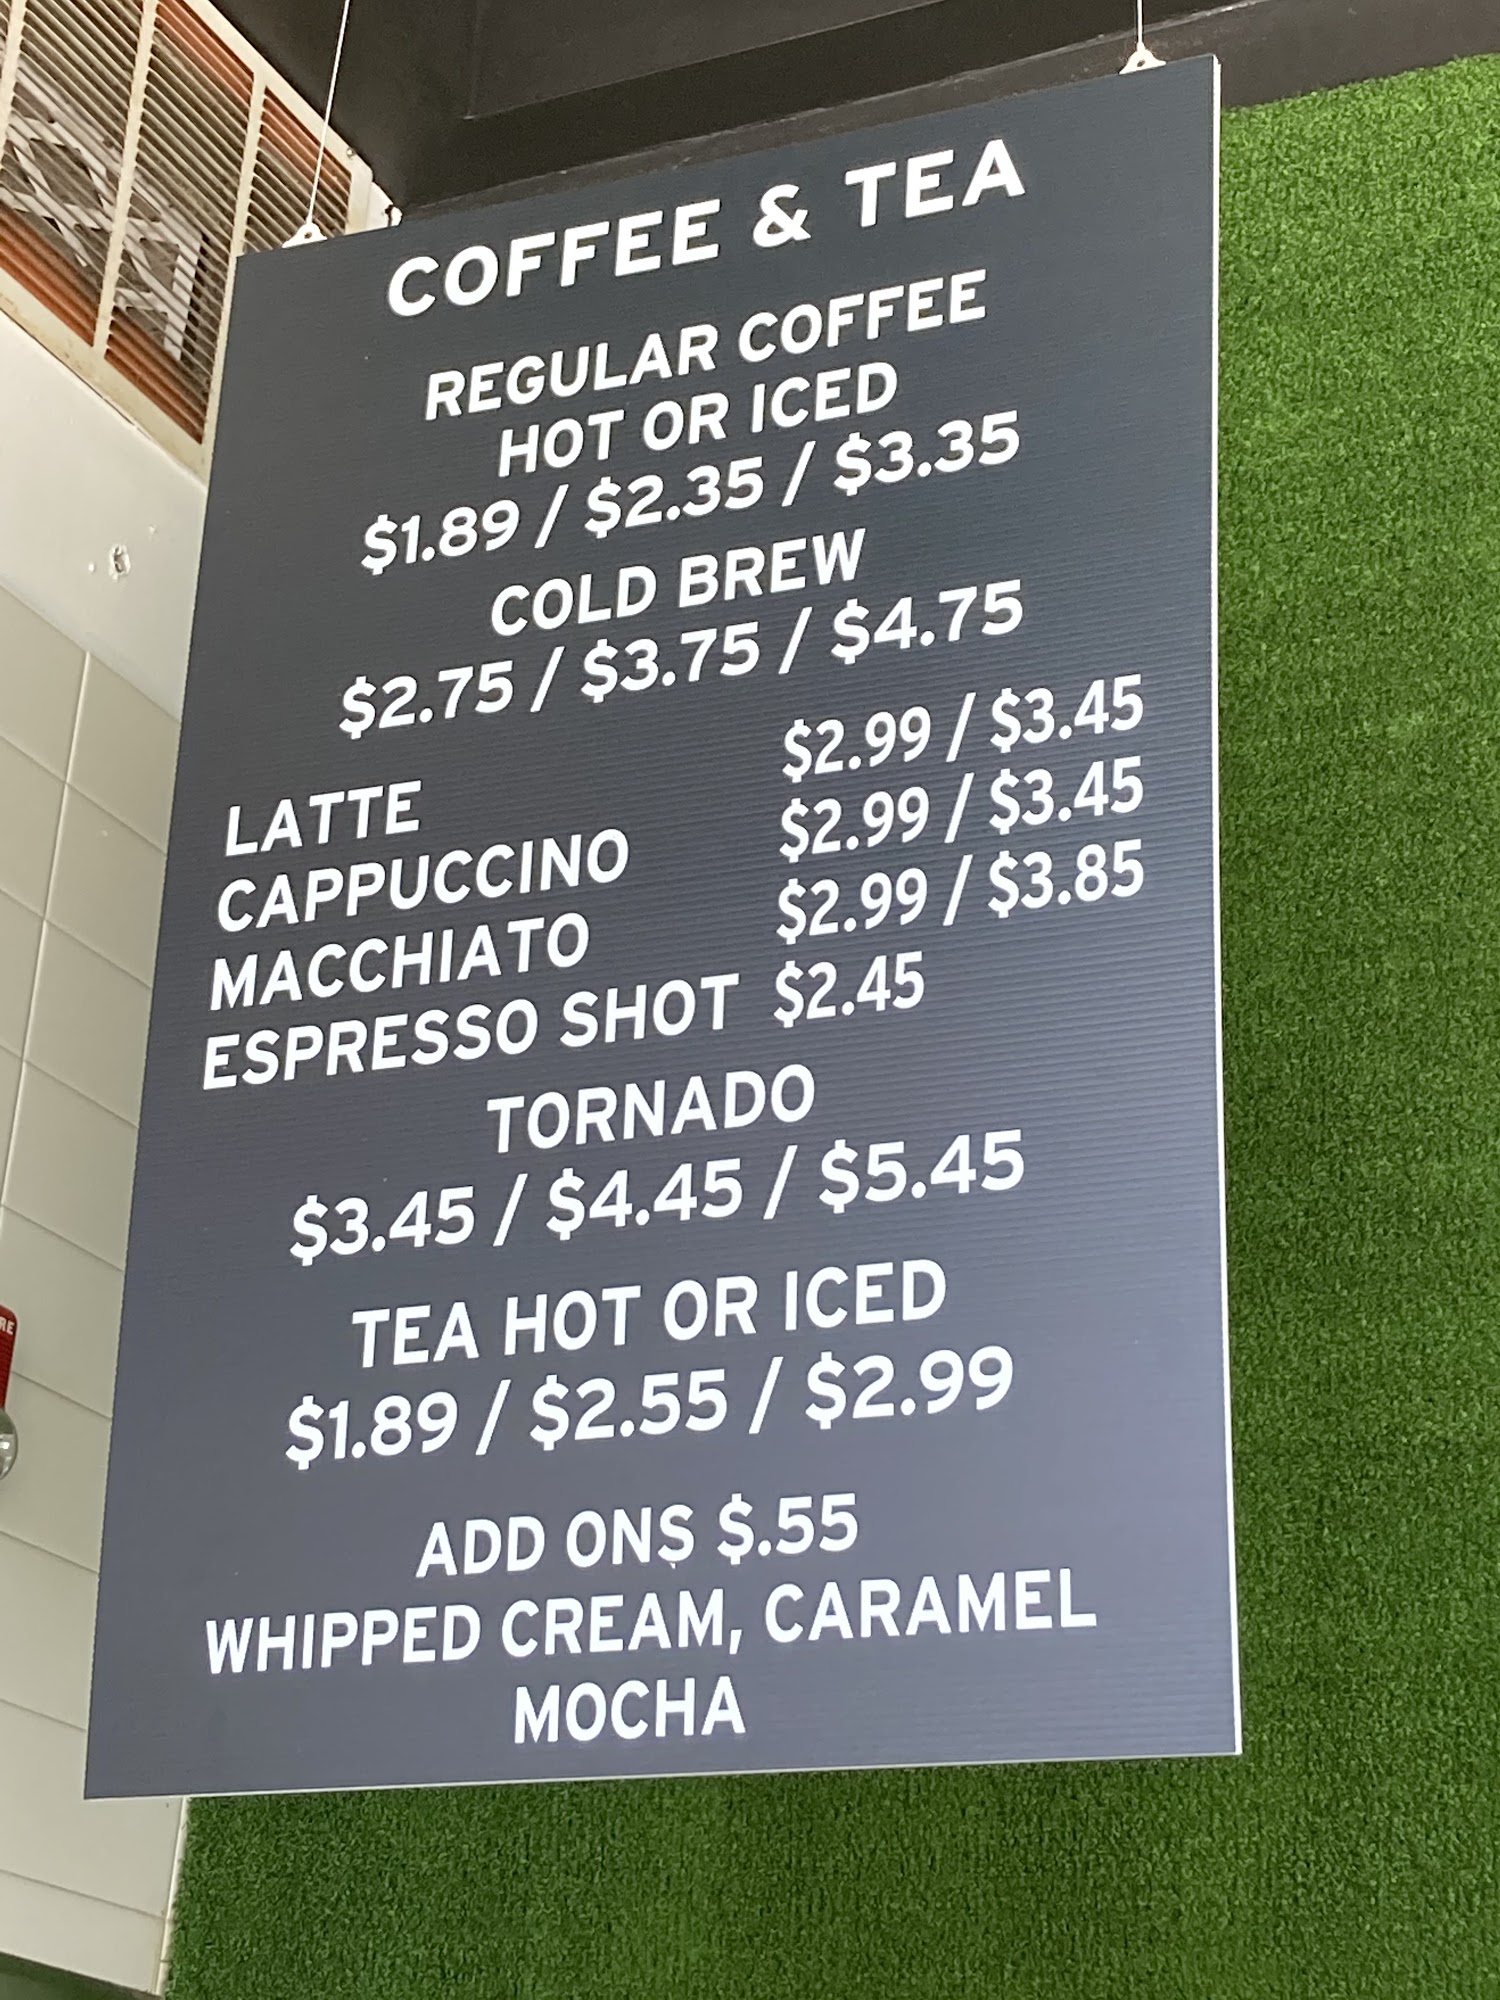 COFFEE & TEA
REGULAR COFFEE
HOT OR ICED
$1.89 / $2.35 / $3.35
COLD BREW
$2.75 / $3.75 / $4.75
LATTE $2.99 / $3.45
CAPPUCCINO $2.99 / $3.45
MACCHIATO $2.99 / $3.85
ESPRESSO SHOT $2.45
TORNADO
$3.45 / $4.45 / $5.45
TEA HOT OR ICED
$1.89 / $2.55 / $2.99
ADD ONS $.55
WHIPPED CREAM, CARAMEL
MOCHA